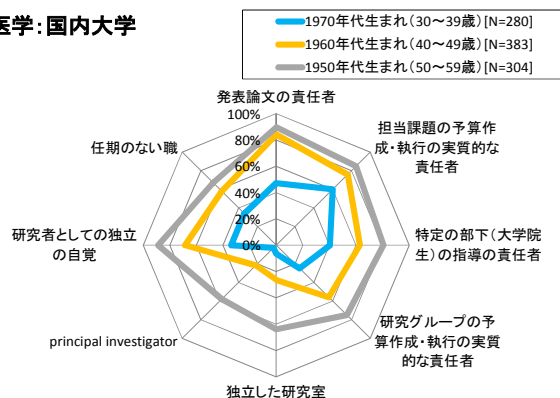 医学:国内大学
1970年代生まれ(30~39歳)[N=280]
1960年代生まれ(40~49歳)[N=383]
1950年代生まれ(50~59歳)[N=304]
発表論文の責任者
担当課題の予算作
成・執行の実質的な
責任者
特定の部下(大学院
生)の指導の責任者
研究グループの予
算作成・執行の実質
的な責任者
独立した研究室
principal investigator
研究者としての独立
の自覚
任期のない職
100%
80%
60%
40%
20%
0%